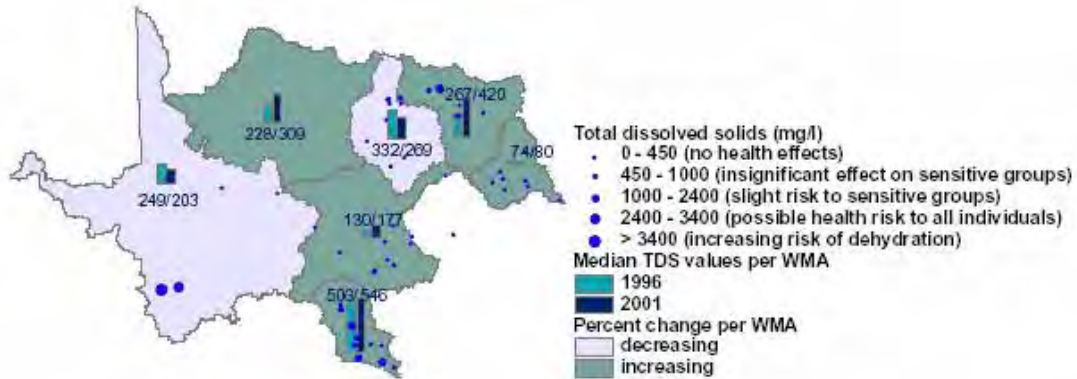 267/420
228/309
332/269
74/80
249/203
130/177
503/546
Total dissolved solids (mg/l)
0 - 450 (no health effects)
450 - 1000 (insignificant effect on sensitive groups)
1000 - 2400 (slight risk to sensitive groups)
2400 - 3400 (possible health risk to all individuals)
> 3400 (increasing risk of dehydration)
Median TDS values per WMA
1996
2001
Percent change per WMA
decreasing
increasing